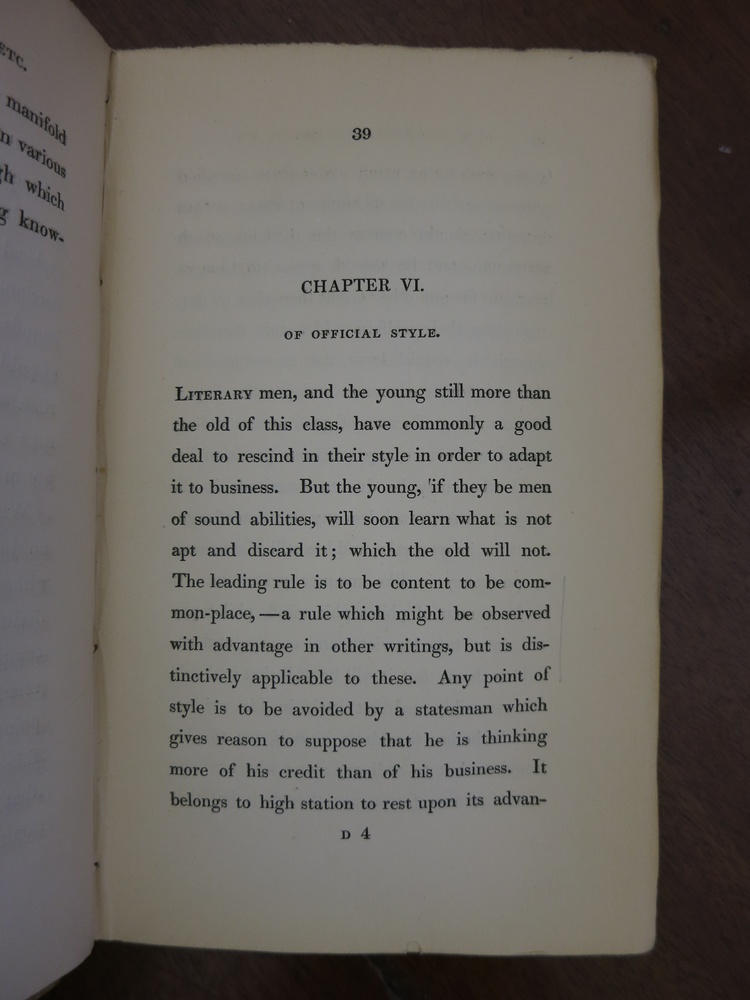 ETC.
manifold
various
which
know-
39
CHAPTER VI.
OF OFFICIAL STYLE.
LITERARY men, and the young still more than
the old of this class, have commonly a good
deal to rescind in their style in order to adapt
it to business. But the young, 'if they be men
of sound abilities, will soon learn what is not
apt and discard it; which the old will not.
The leading rule is to be content to be com-
mon-place,—a rule which might be observed
with advantage in other writings, but is dis-
tinctively applicable to these. Any point of
style is to be avoided by a statesman which
gives reason to suppose that he is thinking
more of his credit than of his business. It
belongs to high station to rest upon its advan-
D 4